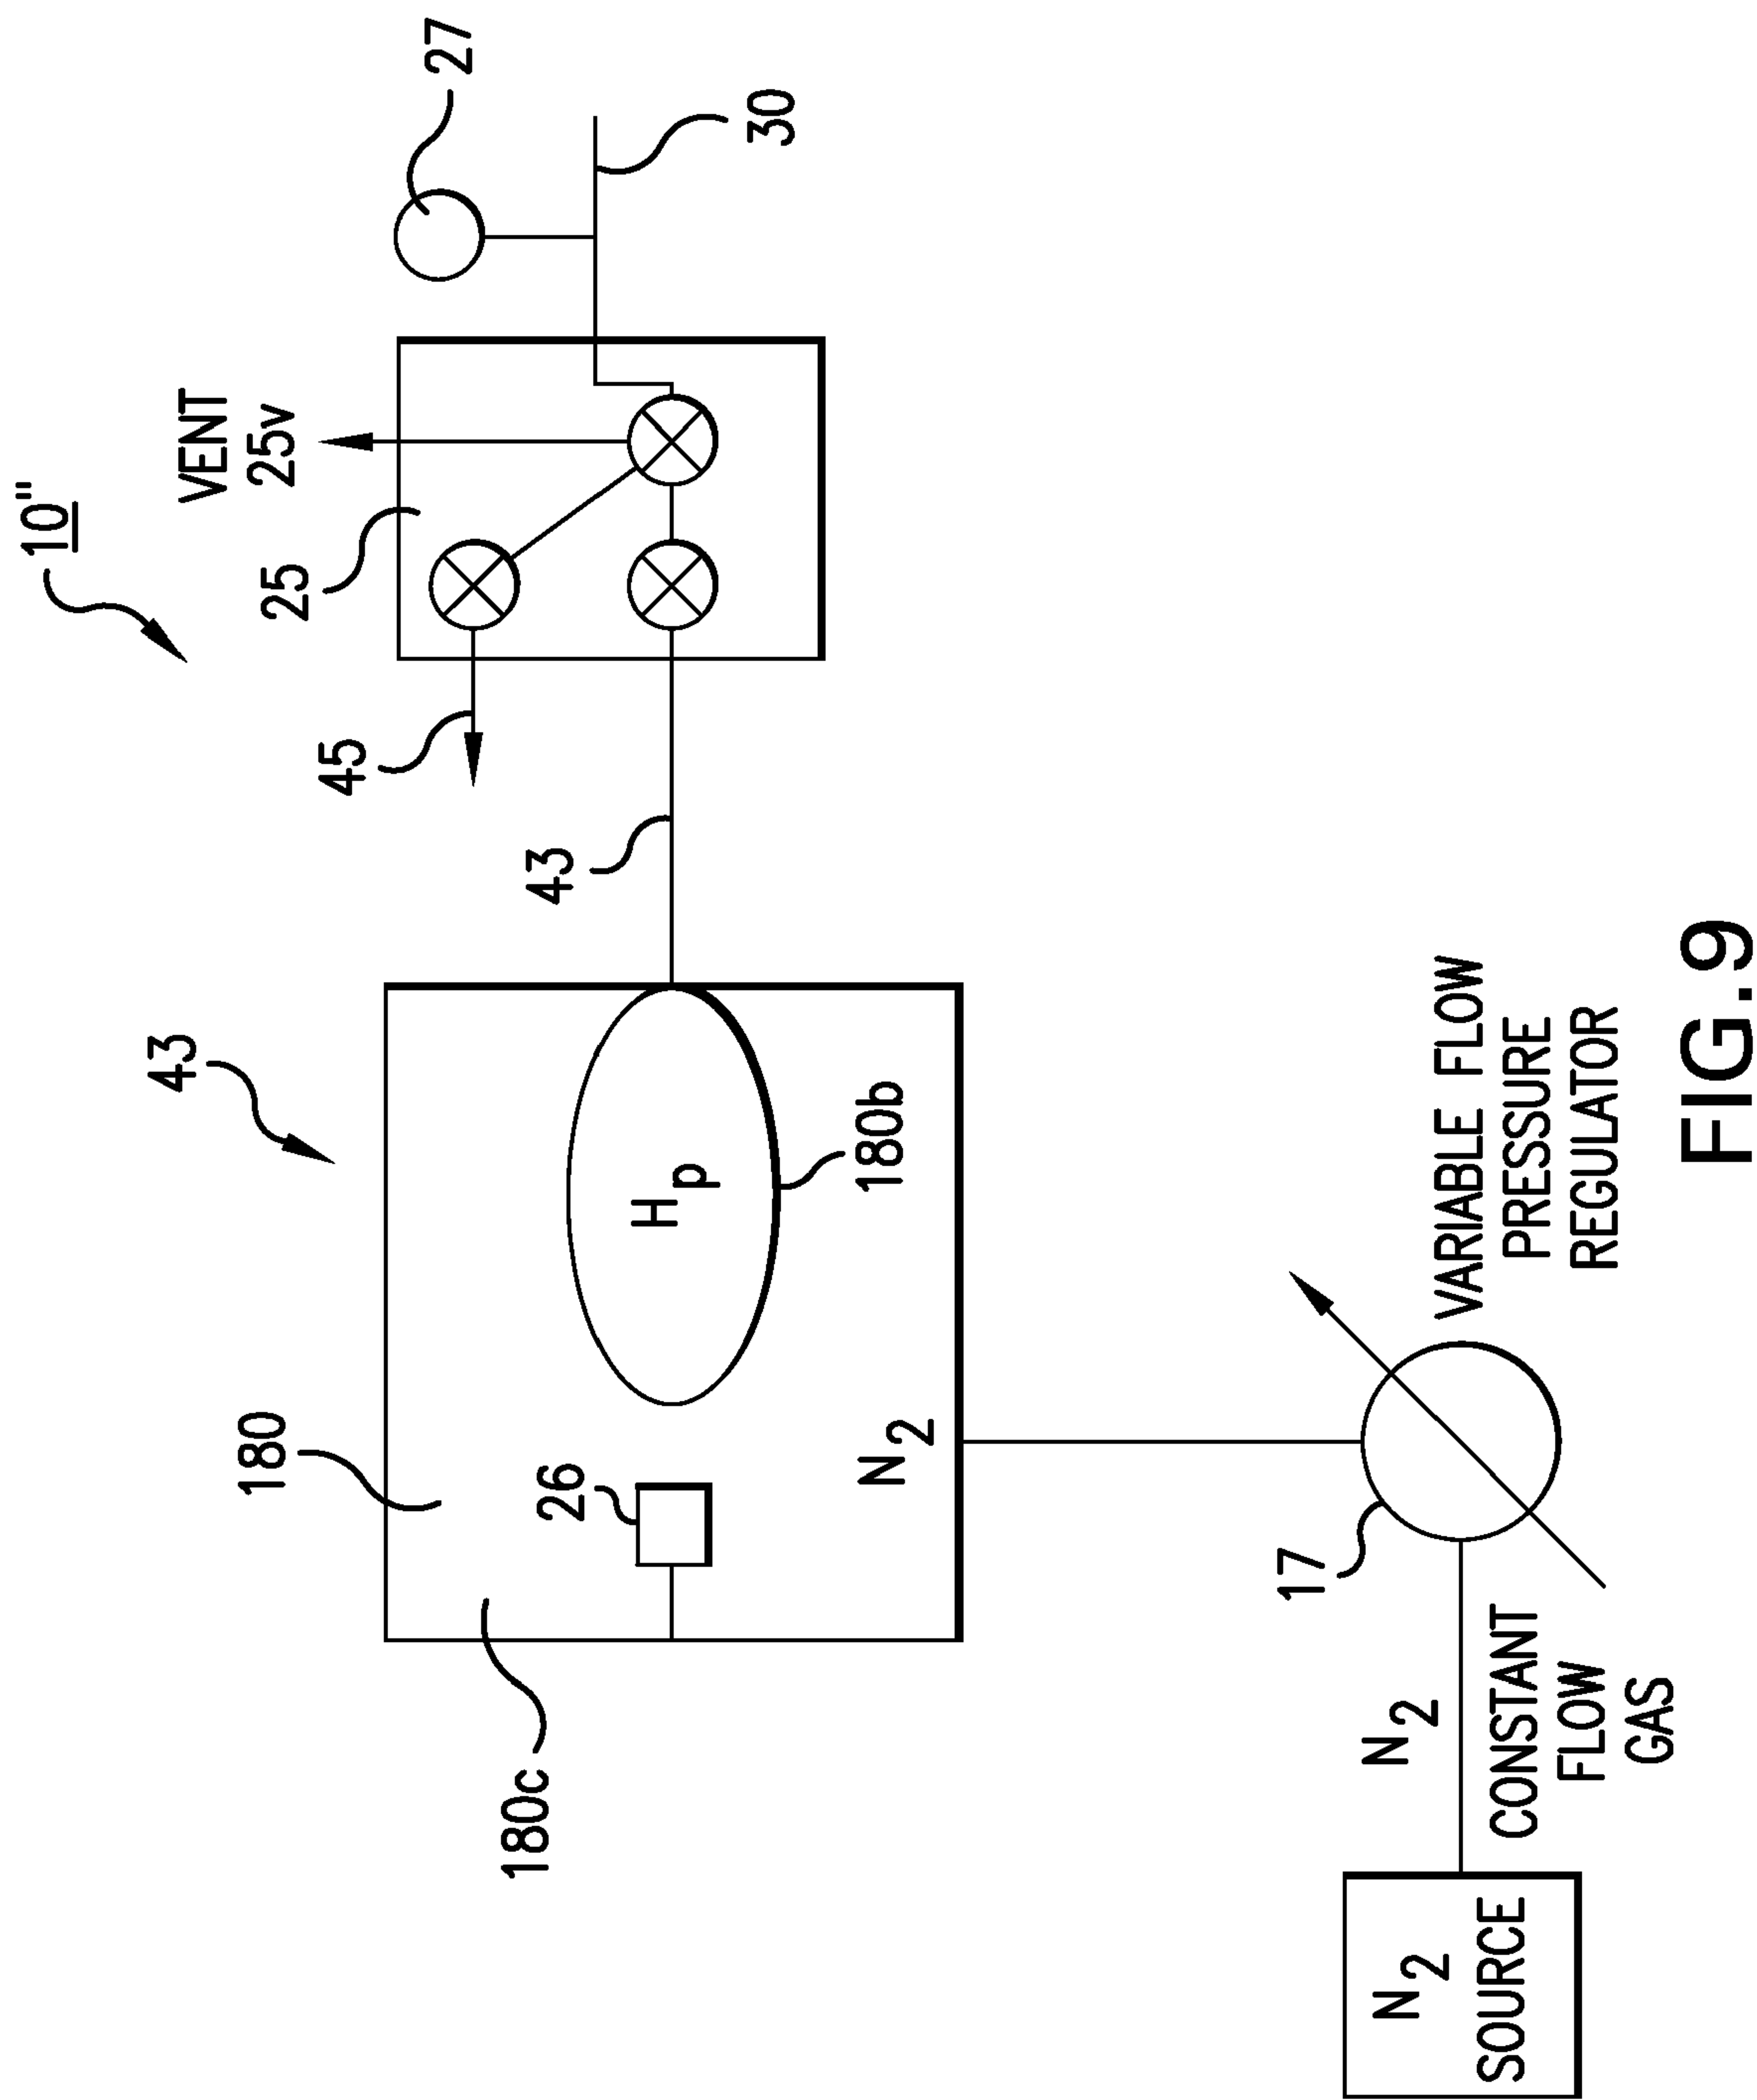 10"
VENT
25v
25
27
30
45
43
43
180
26
Hp
180b
N2
180c
17
VARIABLE FLOW
PRESSURE
REGULATOR
N2
CONSTANT
FLOW
GAS
N2
SOURCE
FIG.9